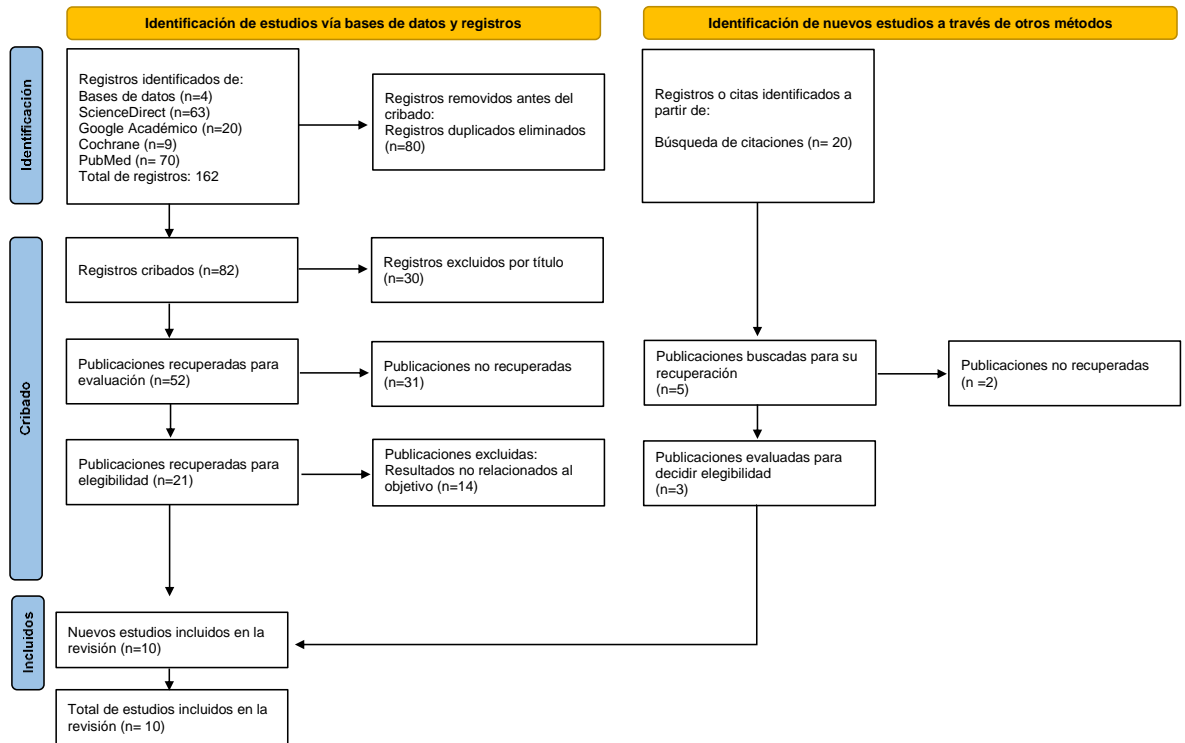 Identificación de estudios vía bases de datos y registros
Identificación de nuevos estudios a través de otros métodos
Identificación
Registros identificados de:
Bases de datos (n=4)
ScienceDirect (n=63)
Google Académico (n=20)
Cochrane (n=9)
PubMed (n= 70)
Total de registros: 162
Registros removidos antes del
cribado:
Registros duplicados eliminados
(n=80)
Registros o citas identificados a
partir de:
Búsqueda de citaciones (n= 20)
Cribado
Registros cribados (n=82)
Registros excluidos por título
(n=30)
Publicaciones recuperadas para
evaluación (n=52)
Publicaciones no recuperadas
(n=31)
Publicaciones buscadas para su
recuperación
(n=5)
Publicaciones no recuperadas
(n =2)
Publicaciones recuperadas para
elegibilidad (n=21)
Publicaciones excluidas:
Resultados no relacionados al
objetivo (n=14)
Publicaciones evaluadas para
decidir elegibilidad
(n=3)
Incluidos
Nuevos estudios incluidos en la
revisión (n=10)
Total de estudios incluidos en la
revisión (n= 10)